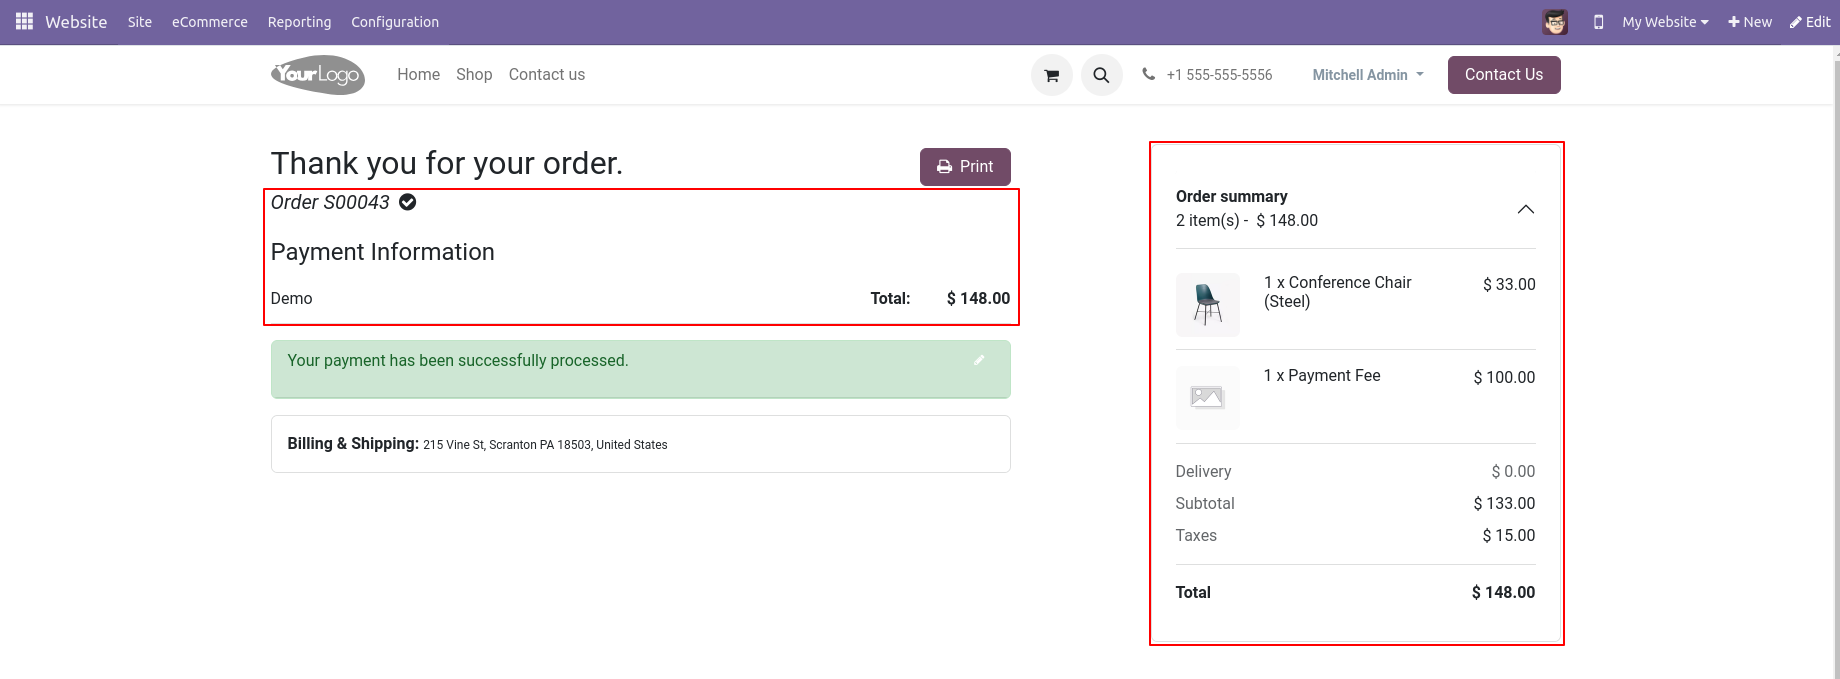 Website Site eCommerce Reporting Configuration My Website New Edit
YourLogo Home Shop Contact us +1 555-555-5556 Mitchell Admin Contact Us
Thank you for your order.
Print
Order S00043
Payment Information
Demo Total: $ 148.00
Your payment has been successfully processed.
Billing & Shipping: 215 Vine St, Scranton PA 18503, United States
Order summary
2 item(s) - $ 148.00
1 x Conference Chair $ 33.00
(Steel)
1 x Payment Fee $ 100.00
Delivery $ 0.00
Subtotal $ 133.00
Taxes $ 15.00
Total $ 148.00